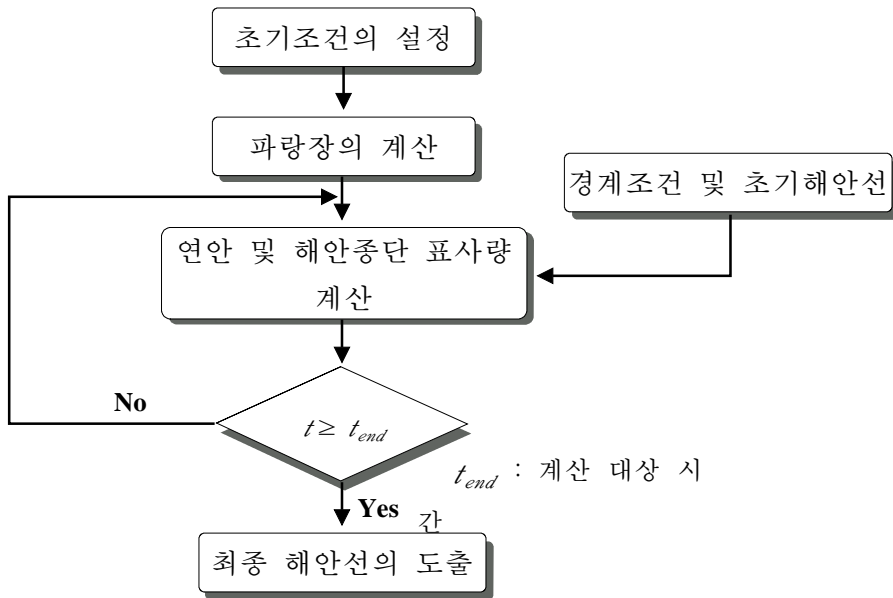 초기조건의 설정
파랑장의 계산
경계조건 및 초기해안선
연안 및 해안종단 표사량
계산
No
t ≥ t_end
t_end : 계산 대상 시
간
Yes
최종 해안선의 도출